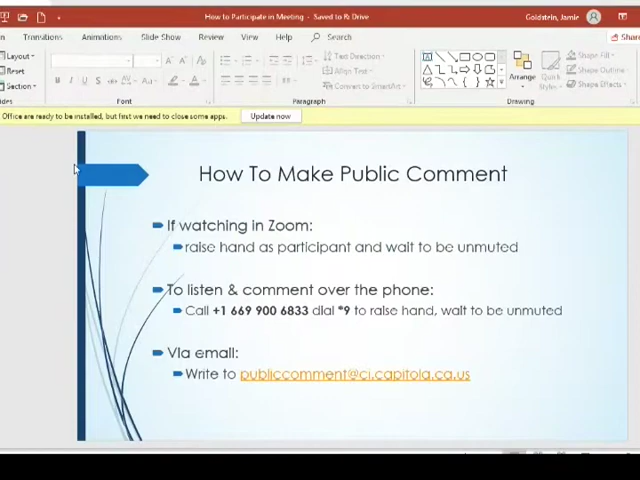 How to Participate in Meeting - Saved to R: Drive
Goldstein, Jamie
Transitions Animations Slide Show Review View Help Search Share
Layout
Reset
Section
Text Direction
Align Text
Convert to SmartArt
Arrange
Quick
Styles
Shape Fill
Shape Outline
Shape Effects
Font Paragraph Drawing
Office are ready to be installed, but first we need to close some apps. Update now
How To Make Public Comment
If watching in Zoom:
raise hand as participant and wait to be unmuted
To listen & comment over the phone:
Call +1 669 900 6833 dial *9 to raise hand, wait to be unmuted
Via email:
Write to publiccomment@ci.capitola.ca.us